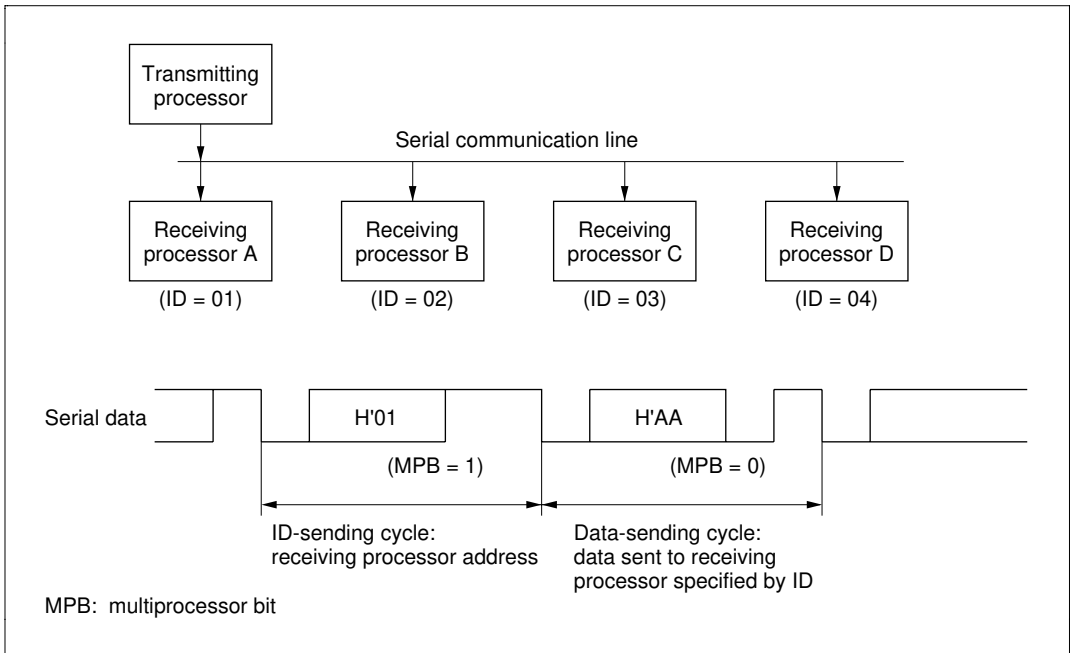 Transmitting
processor
Serial communication line
Receiving
processor A
Receiving
processor B
Receiving
processor C
Receiving
processor D
(ID = 01)
(ID = 02)
(ID = 03)
(ID = 04)
Serial data
H'01
H'AA
(MPB = 1)
(MPB = 0)
ID-sending cycle:
receiving processor address
Data-sending cycle:
data sent to receiving
processor specified by ID
MPB: multiprocessor bit